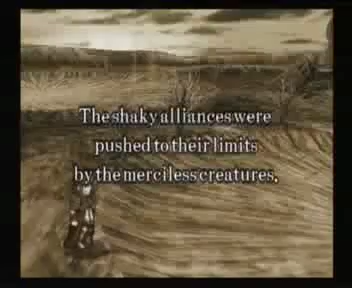 The shaky alliances were
pushed to their limits
by the merciless creatures.